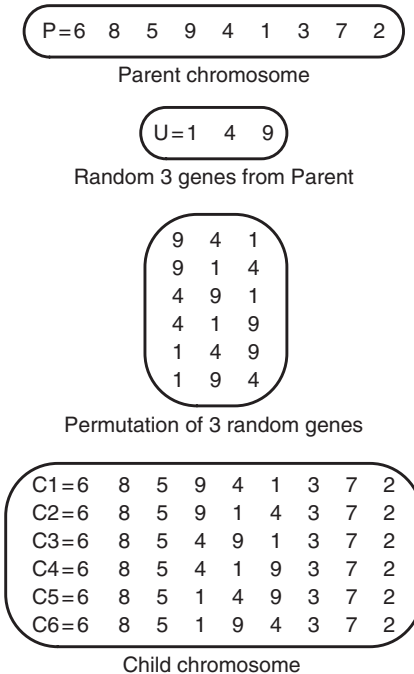 P=6 8 5 9 4 1 3 7 2
Parent chromosome
U=1 4 9
Random 3 genes from Parent
9 4 1
9 1 4
4 9 1
4 1 9
1 4 9
1 9 4
Permutation of 3 random genes
C1=6 8 5 9 4 1 3 7 2
C2=6 8 5 9 1 4 3 7 2
C3=6 8 5 4 9 1 3 7 2
C4=6 8 5 4 1 9 3 7 2
C5=6 8 5 1 4 9 3 7 2
C6=6 8 5 1 9 4 3 7 2
Child chromosome